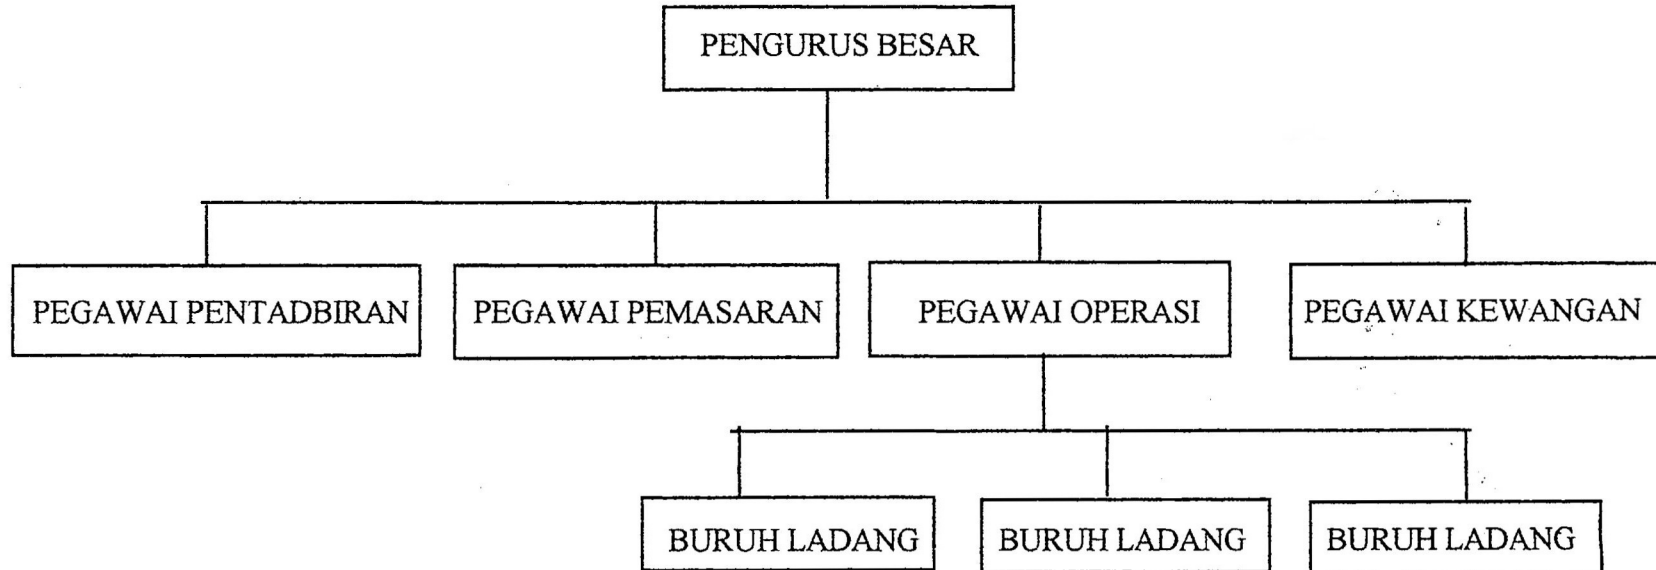 PENGURUS BESAR
PEGAWAI PENTADBIRAN
PEGAWAI PEMASARAN
PEGAWAI OPERASI
PEGAWAI KEWANGAN
BURUH LADANG
BURUH LADANG
BURUH LADANG